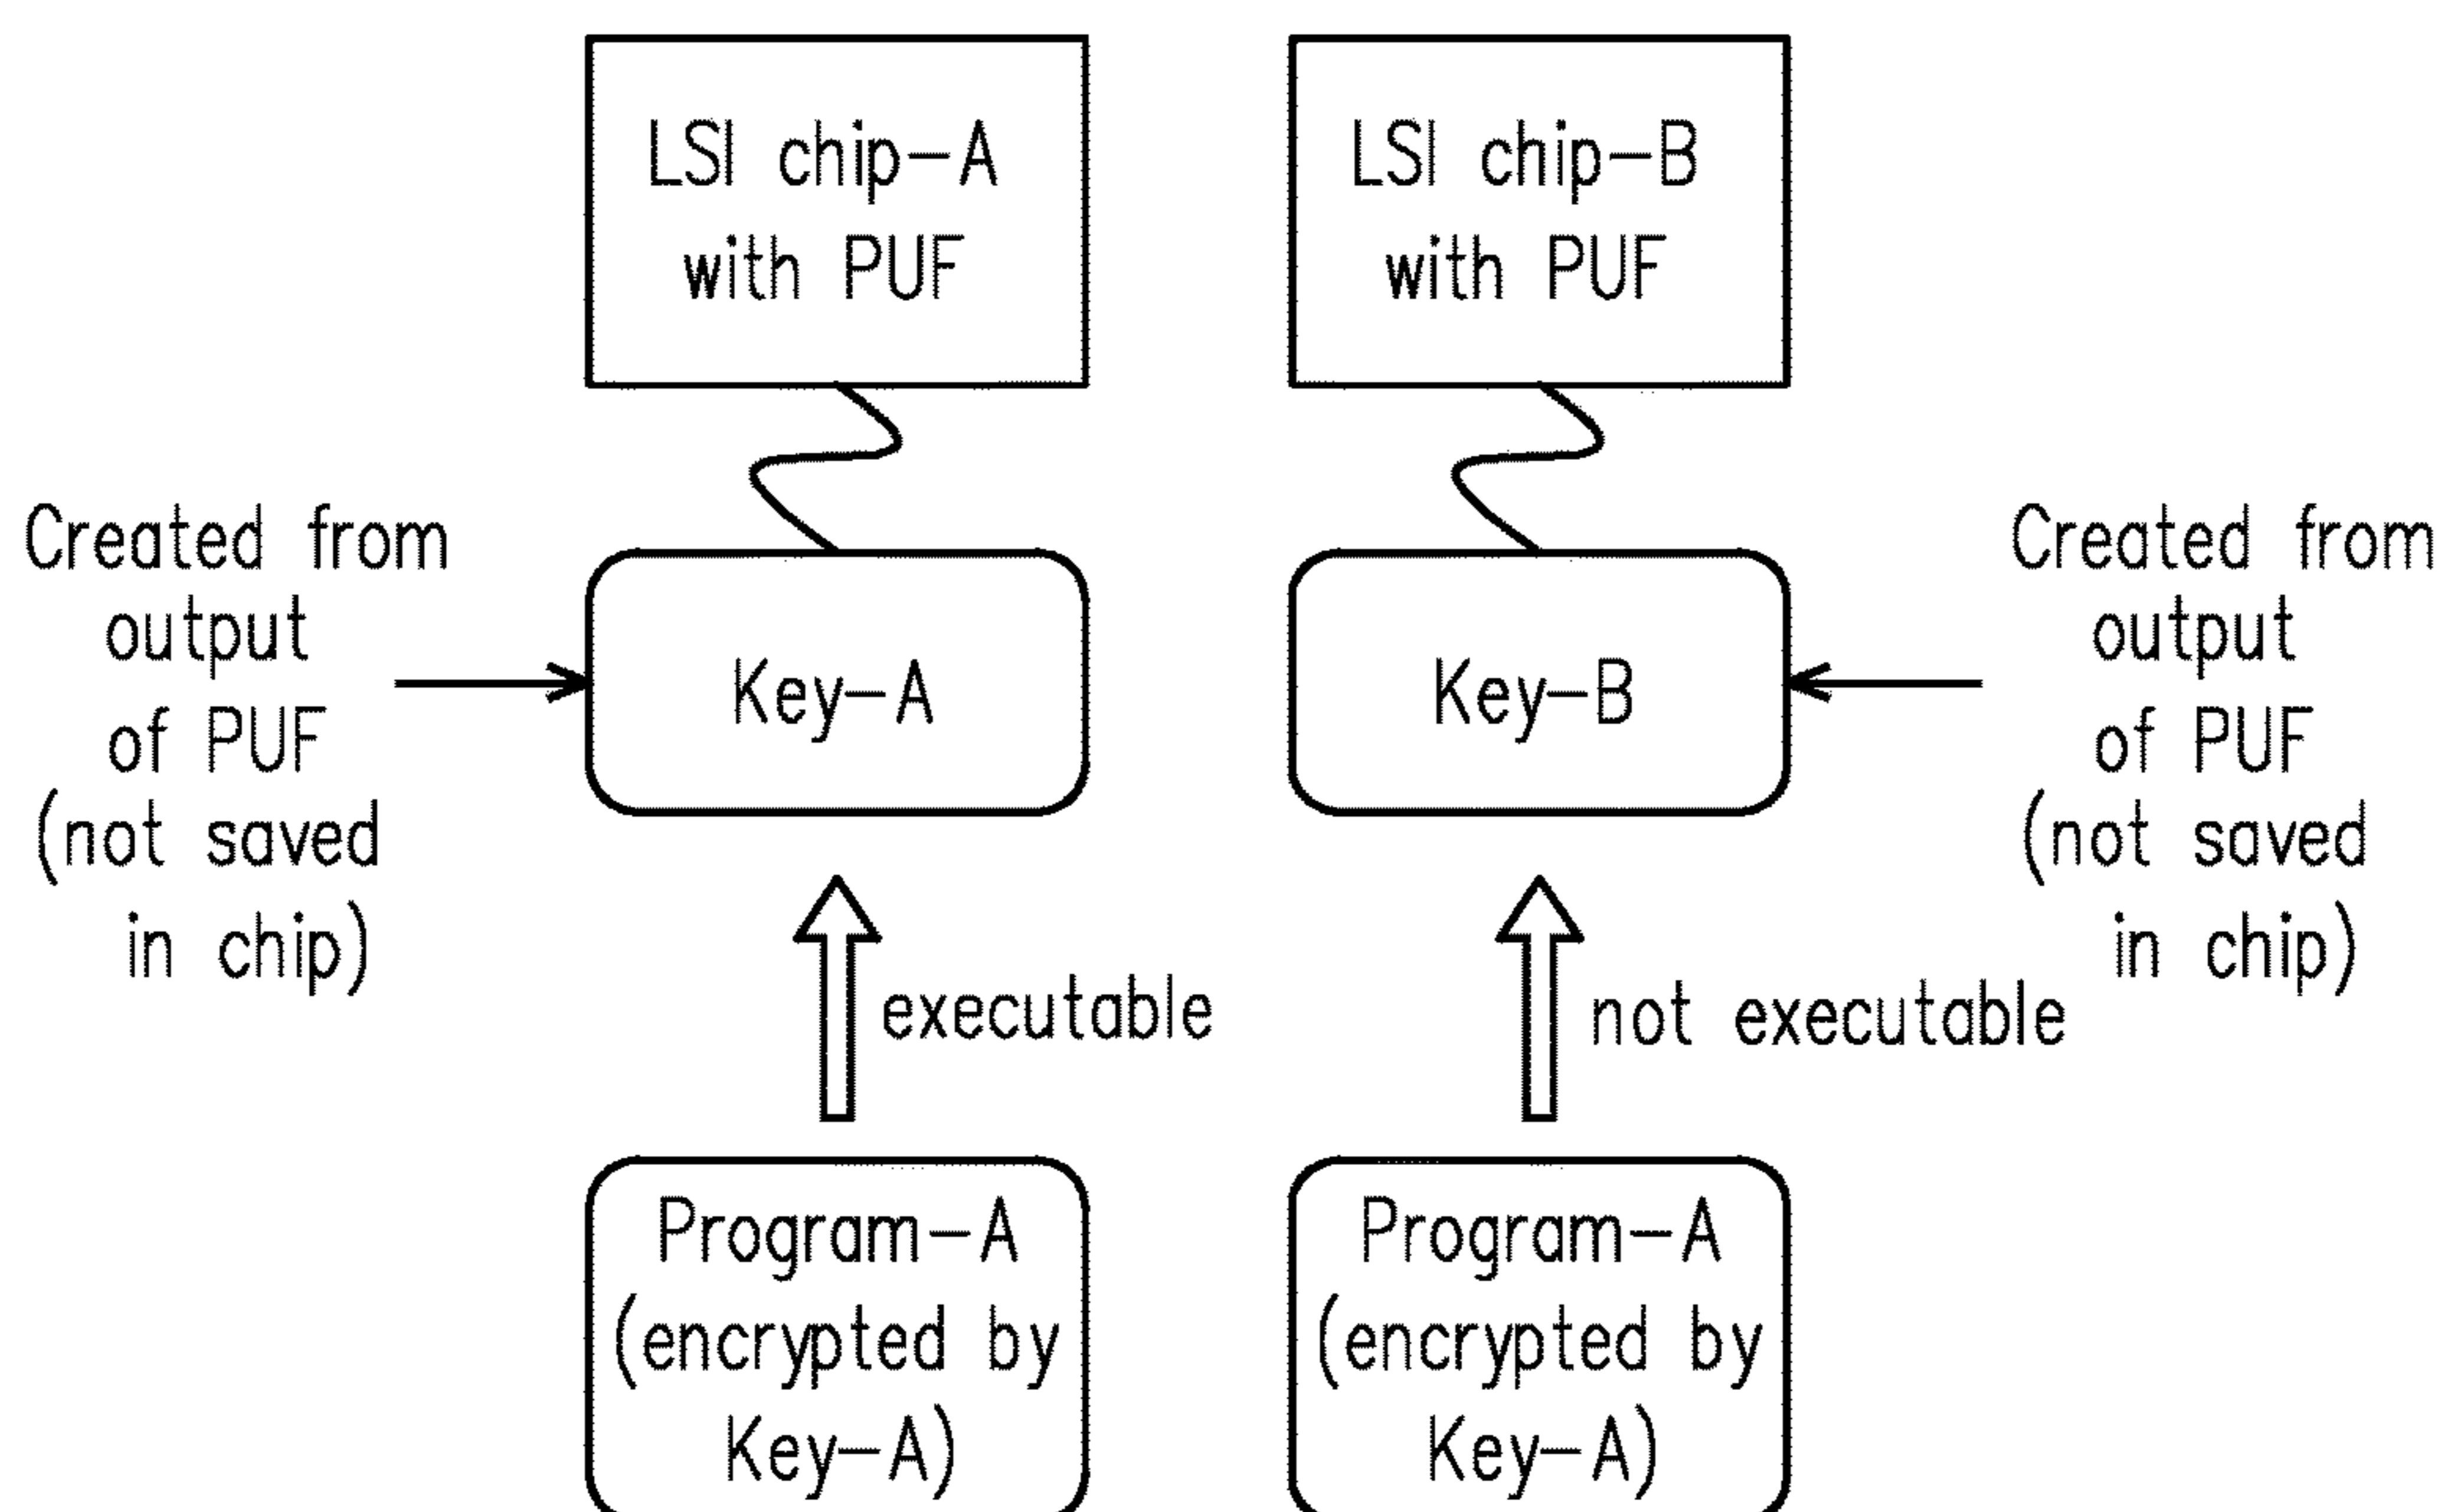 LSI chip-A
with PUF
LSI chip-B
with PUF
Created from
output
of PUF
(not saved
in chip)
Key-A
Key-B
Created from
output
of PUF
(not saved
in chip)
executable
not executable
Program-A
(encrypted by
Key-A)
Program-A
(encrypted by
Key-A)